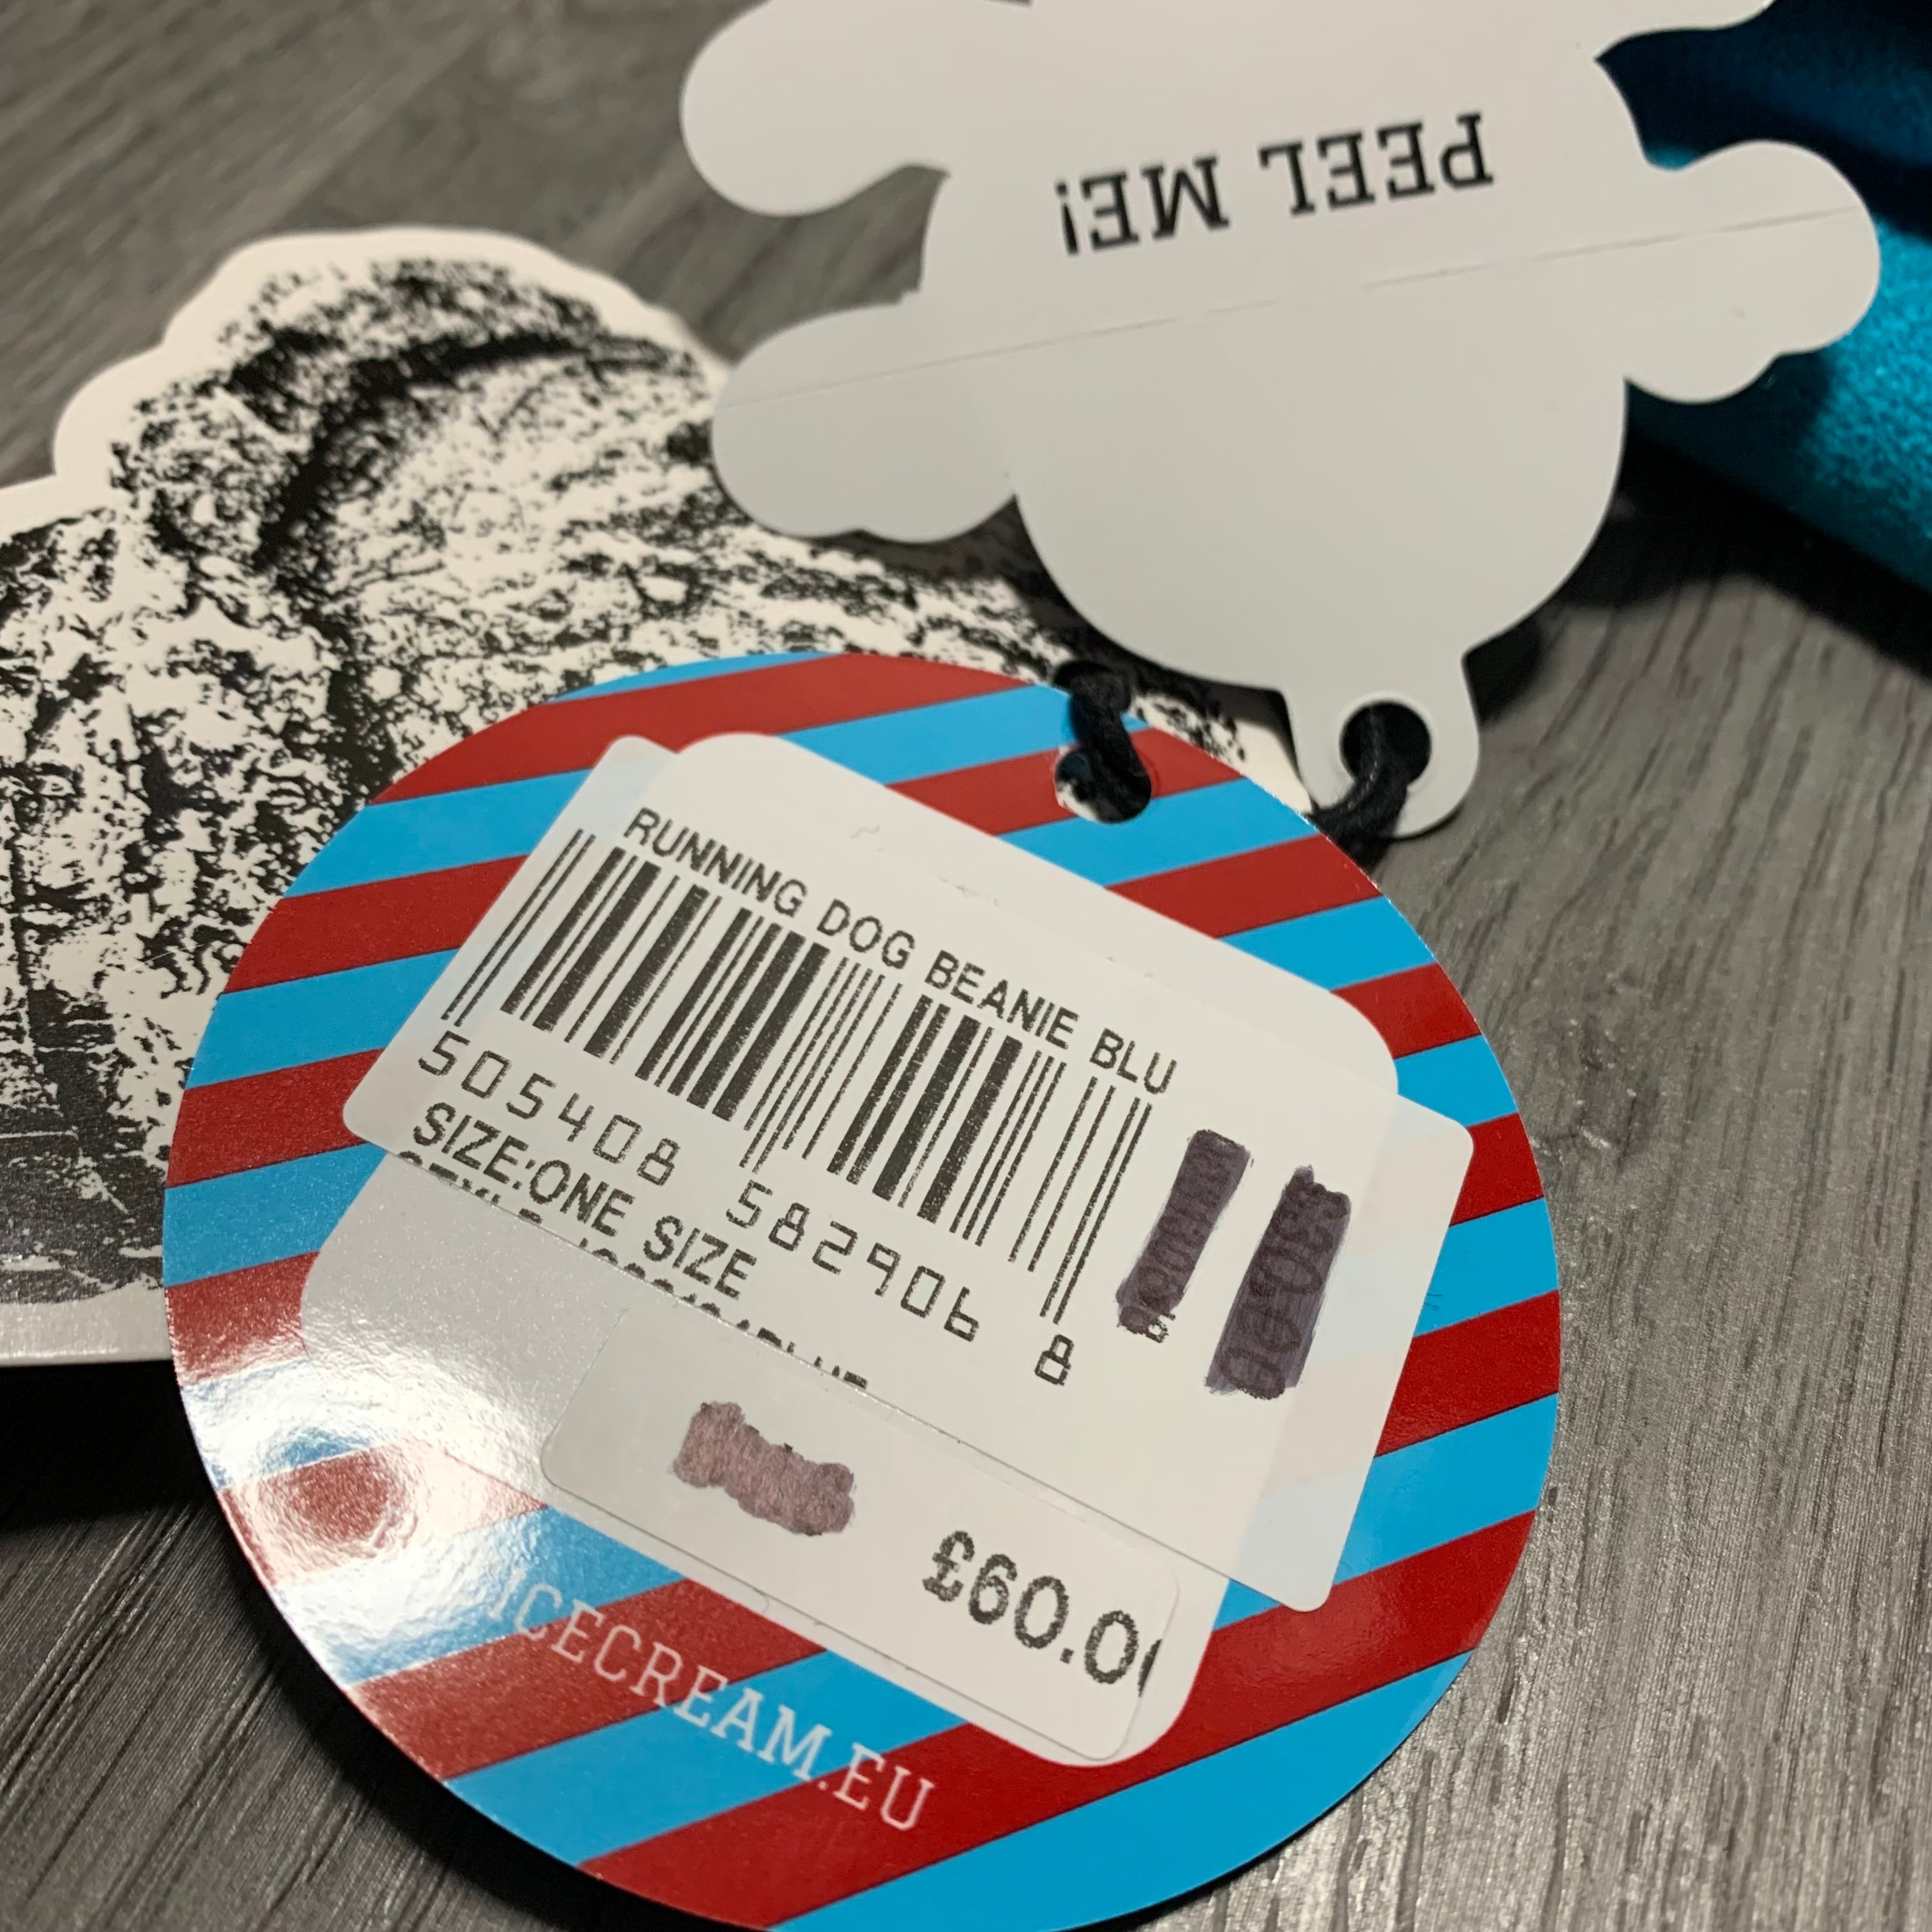 PEEL ME!
RUNNING DOG BEANIE BLU
505408 582906 8
SIZE:ONE SIZE
£60.0
ICECREAM.EU